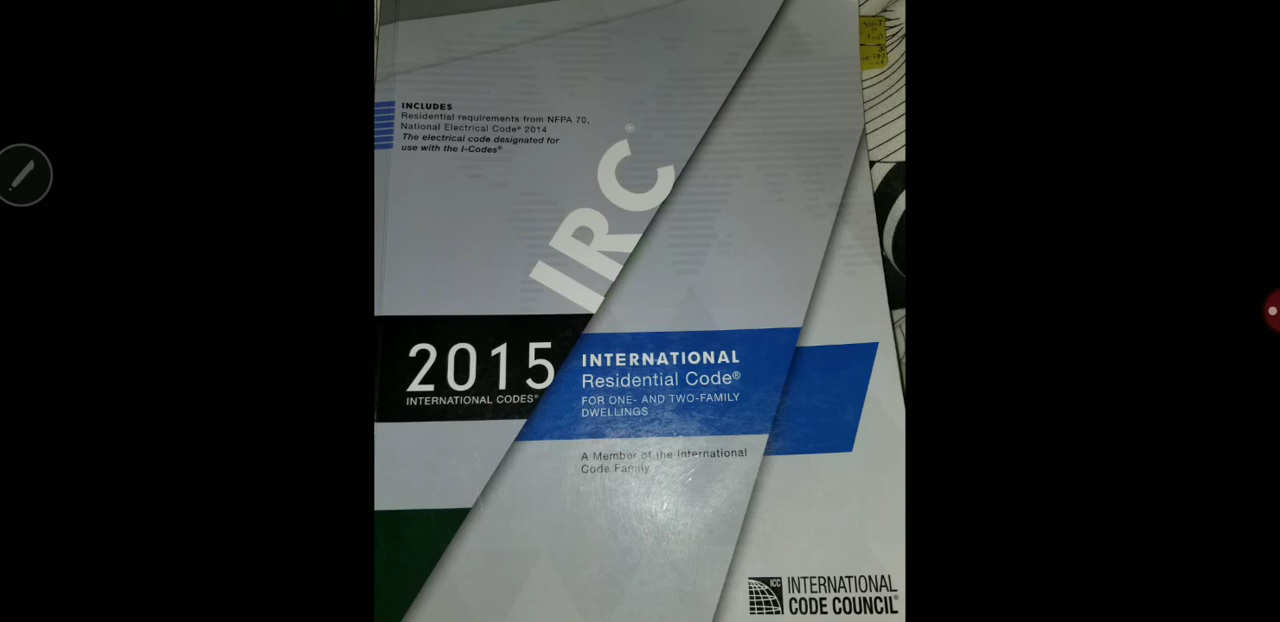 INCLUDES
Residential requirements from NFPA 70,
National Electrical Code® 2014
The electrical code designated for
use with the I-Codes®
IRC®
2015
INTERNATIONAL CODES®
INTERNATIONAL
Residential Code®
FOR ONE- AND TWO-FAMILY
DWELLINGS
A Member of the International
Code Family
ICC
INTERNATIONAL
CODE COUNCIL®